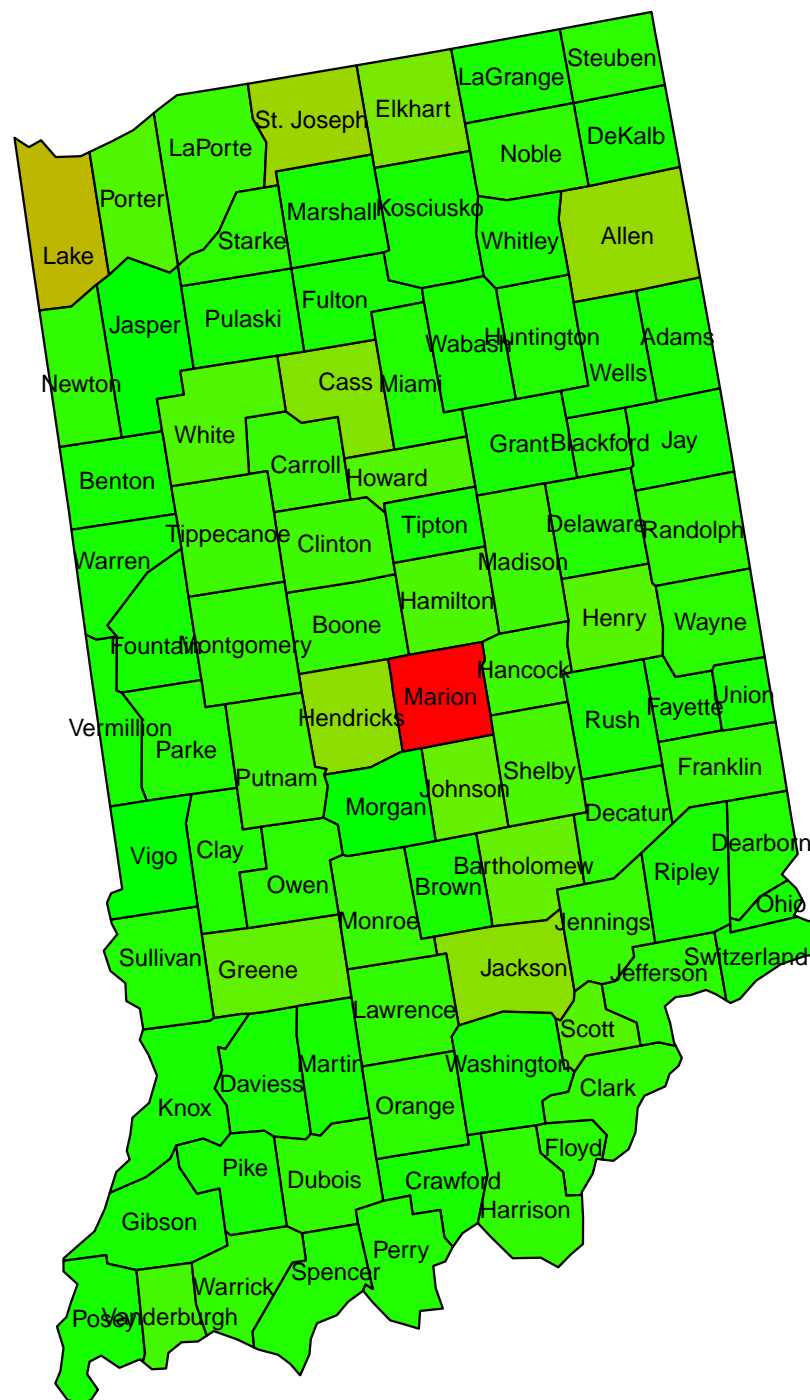 Steuben
LaGrange
Elkhart
St. Joseph
LaPorte
DeKalb
Noble
Porter
Kosciusko
Marshall
Starke
Whitley
Allen
Lake
Fulton
Pulaski
Jasper
Huntington
Adams
Wabash
Wells
Cass
Miami
Newton
White
Grant
Blackford
Jay
Carroll
Howard
Benton
Tipton
Delaware
Randolph
Tippecanoe
Clinton
Madison
Warren
Hamilton
Henry
Wayne
Boone
Fountain
Montgomery
Hancock
Marion
Union
Fayette
Rush
Hendricks
Vermillion
Parke
Franklin
Shelby
Putnam
Johnson
Morgan
Decatur
Dearborn
Clay
Vigo
Bartholomew
Ripley
Owen
Brown
Ohio
Monroe
Jennings
Switzerland
Sullivan
Greene
Jackson
Jefferson
Lawrence
Scott
Martin
Washington
Daviess
Clark
Orange
Knox
Floyd
Pike
Dubois
Crawford
Harrison
Gibson
Perry
Spencer
Warrick
Vanderburgh
Posey